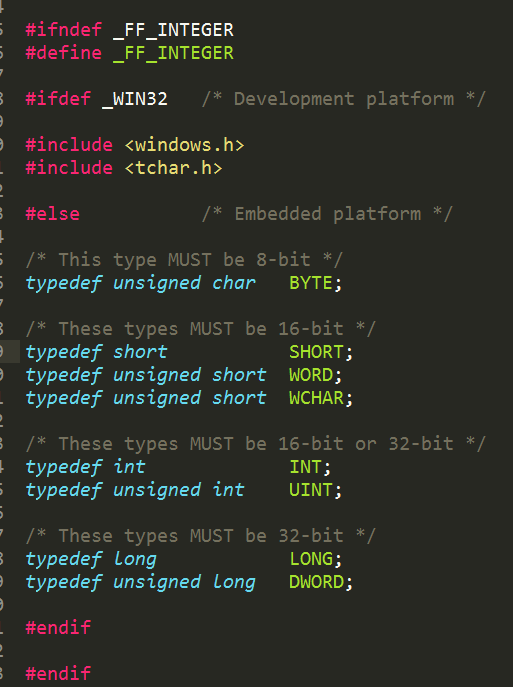 #ifndef _FF_INTEGER
#define _FF_INTEGER
#ifdef _WIN32   /* Development platform */
#include <windows.h>
#include <tchar.h>
#else           /* Embedded platform */
/* This type MUST be 8-bit */
typedef unsigned char   BYTE;
/* These types MUST be 16-bit */
typedef short           SHORT;
typedef unsigned short  WORD;
typedef unsigned short  WCHAR;
/* These types MUST be 16-bit or 32-bit */
typedef int             INT;
typedef unsigned int    UINT;
/* These types MUST be 32-bit */
typedef long            LONG;
typedef unsigned long   DWORD;
#endif
#endif